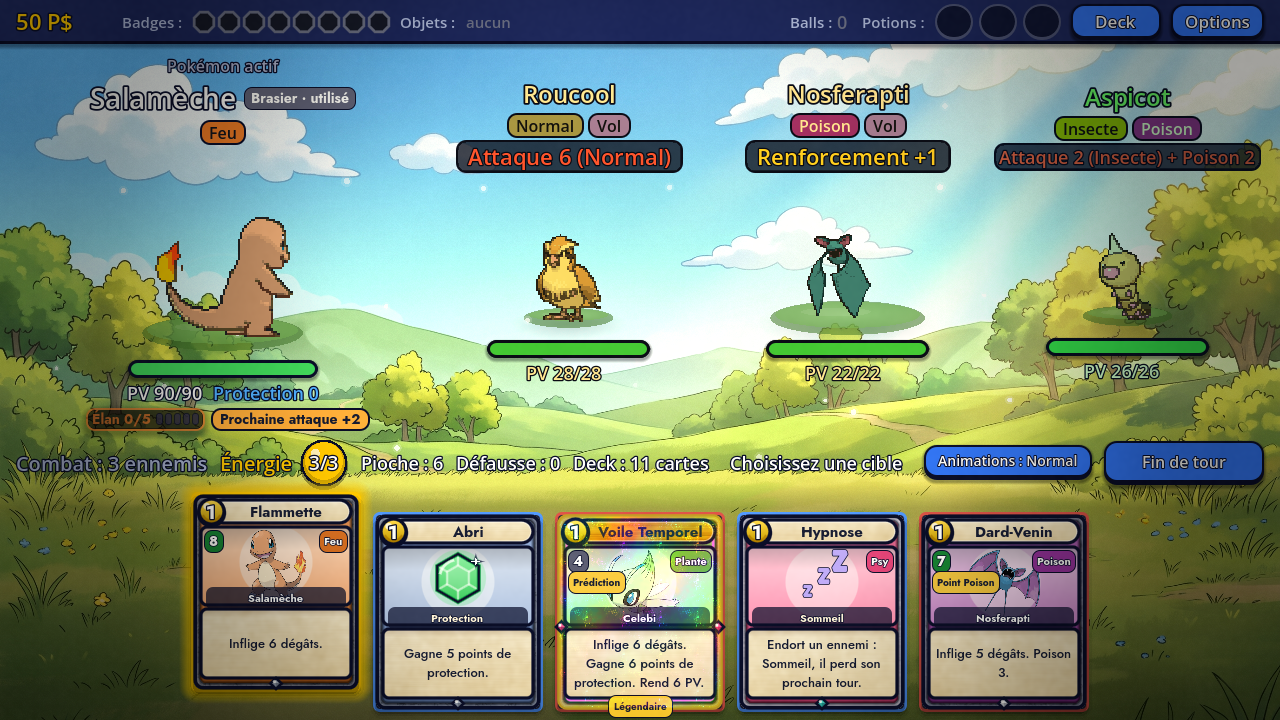 50 P$
Badges :
Objets : aucun
Balls : 0
Potions :
Deck
Options
Pokémon actif
Salamèche
Brasier · utilisé
Feu
Roucool
Normal
Vol
Attaque 6 (Normal)
Nosferapti
Poison
Vol
Renforcement +1
Aspicot
Insecte
Poison
Attaque 2 (Insecte) + Poison 2
PV 90/90 Protection 0
Élan 0/5
Prochaine attaque +2
PV 28/28
PV 22/22
PV 26/26
Combat : 3 ennemis
Énergie 3/3
Pioche : 6
Défausse : 0
Deck : 11 cartes
Choisissez une cible
Animations : Normal
Fin de tour
1 Flammette
8
Feu
Salamèche
Inflige 6 dégâts.
1 Abri
Protection
Gagne 5 points de
protection.
1 Voile Temporel
4
Plante
Prédiction
Celebi
Inflige 6 dégâts.
Gagne 6 points de
protection. Rend 6 PV.
Légendaire
1 Hypnose
Psy
z z Z
Sommeil
Endort un ennemi :
Sommeil, il perd son
prochain tour.
1 Dard-Venin
7
Poison
Point Poison
Nosferapti
Inflige 5 dégâts. Poison
3.